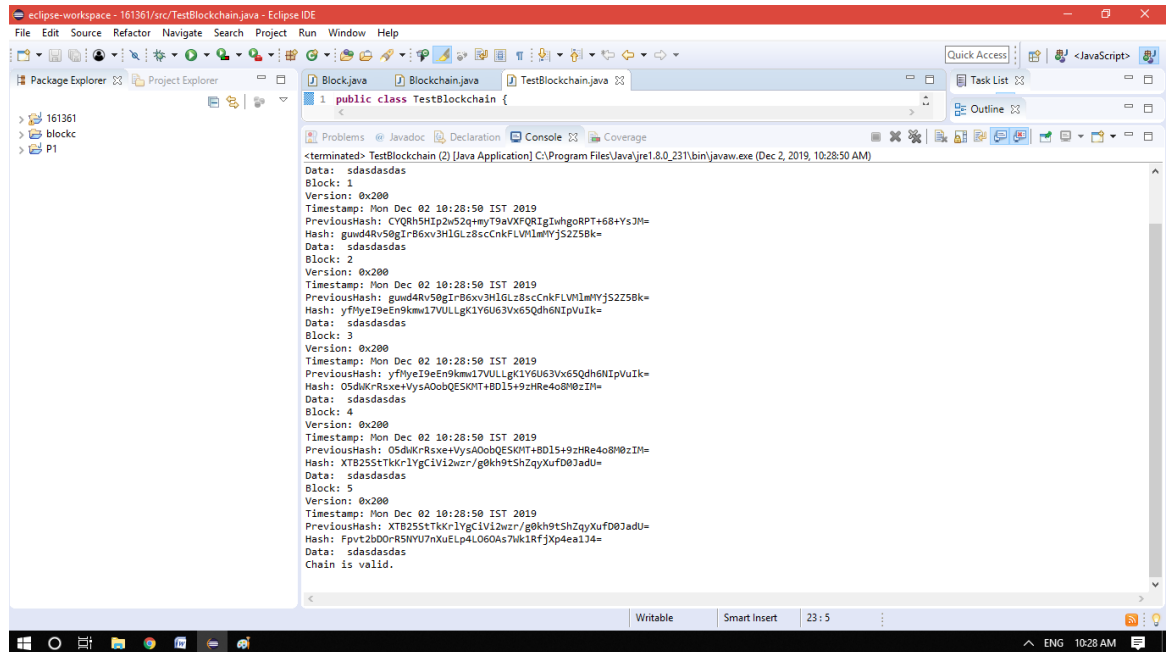 eclipse-workspace - 161361/src/TestBlockchain.java - Eclipse IDE
File Edit Source Refactor Navigate Search Project Run Window Help
Quick Access
<JavaScript>
Package Explorer
Project Explorer
Block.java
Blockchain.java
TestBlockchain.java
Task List
1 public class TestBlockchain {
Outline
161361
blockc
P1
Problems @ Javadoc Declaration Console Coverage
<terminated> TestBlockchain (2) [Java Application] C:\Program Files\Java\jre1.8.0_231\bin\javaw.exe (Dec 2, 2019, 10:28:50 AM)
Data:  sdasdasdas
Block: 1
Version: 0x200
Timestamp: Mon Dec 02 10:28:50 IST 2019
PreviousHash: CYQRh5HIp2w52q+myT9aVXFQRIgIwhgoRPT+68+YsJM=
Hash: guwd4Rv50gIrB6xv3HlGLz8scCnkFLVMlmMYjS2Z5Bk=
Data:  sdasdasdas
Block: 2
Version: 0x200
Timestamp: Mon Dec 02 10:28:50 IST 2019
PreviousHash: guwd4Rv50gIrB6xv3HlGLz8scCnkFLVMlmMYjS2Z5Bk=
Hash: yfMyeI9eEn9kmw17VULLgK1Y6U63Vx65Qdh6NIpVuIk=
Data:  sdasdasdas
Block: 3
Version: 0x200
Timestamp: Mon Dec 02 10:28:50 IST 2019
PreviousHash: yfMyeI9eEn9kmw17VULLgK1Y6U63Vx65Qdh6NIpVuIk=
Hash: O5dWKrRsxe+VysAOobQESKMT+BDl5+9zHRe4o8M0zIM=
Data:  sdasdasdas
Block: 4
Version: 0x200
Timestamp: Mon Dec 02 10:28:50 IST 2019
PreviousHash: O5dWKrRsxe+VysAOobQESKMT+BDl5+9zHRe4o8M0zIM=
Hash: XTB25StTkKrlYgCiVi2wzr/g0kh9tShZqyXufD0JadU=
Data:  sdasdasdas
Block: 5
Version: 0x200
Timestamp: Mon Dec 02 10:28:50 IST 2019
PreviousHash: XTB25StTkKrlYgCiVi2wzr/g0kh9tShZqyXufD0JadU=
Hash: Fpvt2bDOrR5NYU7nXuELp4LO6OAs7Wk1RfjXp4ea1J4=
Data:  sdasdasdas
Chain is valid.
Writable Smart Insert 23 : 5
ENG 10:28 AM